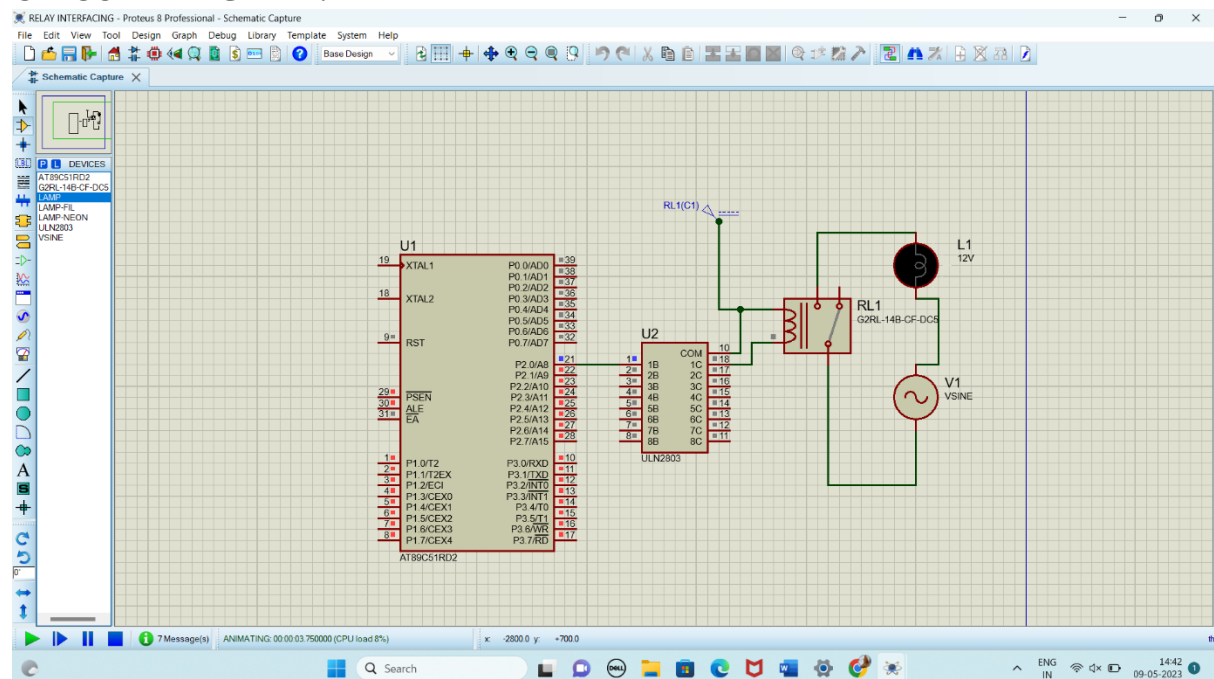 RELAY INTERFACING - Proteus 8 Professional - Schematic Capture
File Edit View Tool Design Graph Debug Library Template System Help
Base Design
Schematic Capture
P L DEVICES
AT89C51RD2
G2RL-14B-CF-DC5
LAMP
LAMP-FIL
LAMP-NEON
ULN2803
VSINE
RL1(C1)
U1
19 XTAL1
18 XTAL2
9 RST
29 PSEN
30 ALE
31 EA
1 P1.0/T2
2 P1.1/T2EX
3 P1.2/ECI
4 P1.3/CEX0
5 P1.4/CEX1
6 P1.5/CEX2
7 P1.6/CEX3
8 P1.7/CEX4
P0.0/AD0 39
P0.1/AD1 38
P0.2/AD2 37
P0.3/AD3 36
P0.4/AD4 35
P0.5/AD5 34
P0.6/AD6 33
P0.7/AD7 32
P2.0/A8 21
P2.1/A9 22
P2.2/A10 23
P2.3/A11 24
P2.4/A12 25
P2.5/A13 26
P2.6/A14 27
P2.7/A15 28
P3.0/RXD 10
P3.1/TXD 11
P3.2/INT0 12
P3.3/INT1 13
P3.4/T0 14
P3.5/T1 15
P3.6/WR 16
P3.7/RD 17
AT89C51RD2
U2
COM 10
1 1B 1C 18
2 2B 2C 17
3 3B 3C 16
4 4B 4C 15
5 5B 5C 14
6 6B 6C 13
7 7B 7C 12
8 8B 8C 11
ULN2803
RL1
G2RL-14B-CF-DC5
L1
12V
V1
VSINE
7 Message(s) ANIMATING: 00:00:03.750000 (CPU load 8%) x: -2800.0 y: +700.0 th
Search
DELL
ENG
IN
14:42
09-05-2023
1